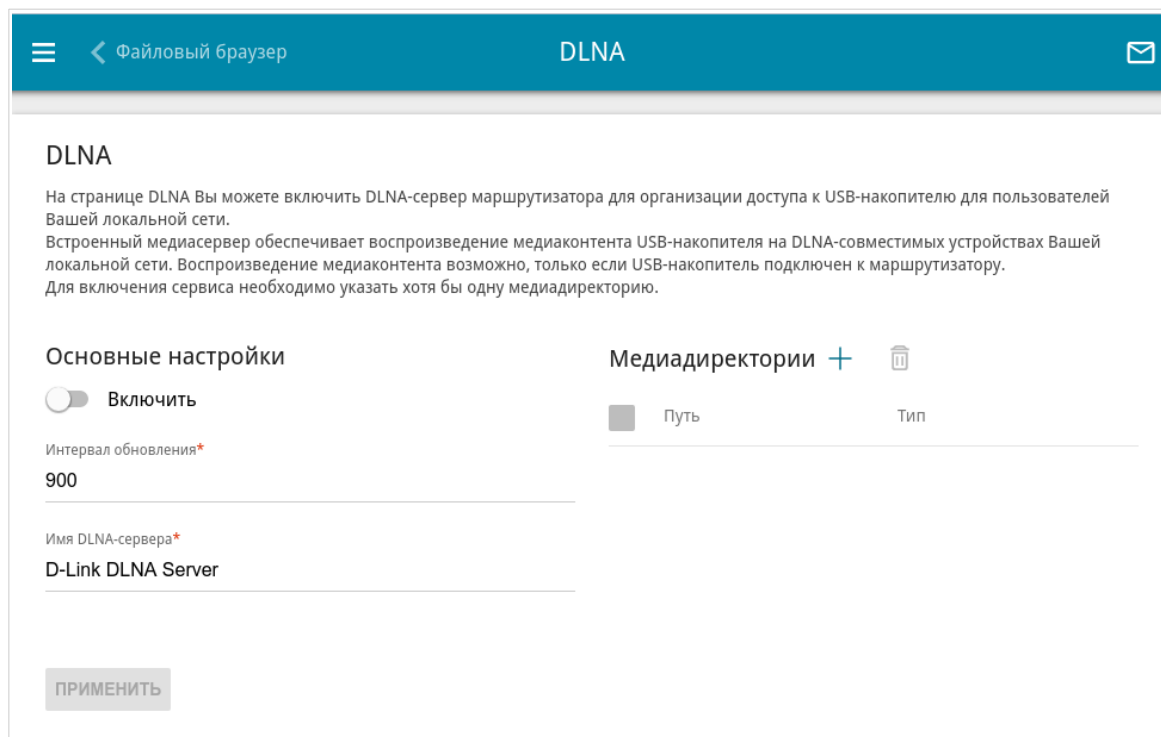 Файловый браузер
DLNA
DLNA
На странице DLNA Вы можете включить DLNA-сервер маршрутизатора для организации доступа к USB-накопителю для пользователей
Вашей локальной сети.
Встроенный медиасервер обеспечивает воспроизведение медиаконтента USB-накопителя на DLNA-совместимых устройствах Вашей
локальной сети. Воспроизведение медиаконтента возможно, только если USB-накопитель подключен к маршрутизатору.
Для включения сервиса необходимо указать хотя бы одну медиадиректорию.
Основные настройки
Включить
Интервал обновления*
900
Имя DLNA-сервера*
D-Link DLNA Server
ПРИМЕНИТЬ
Медиадиректории
Путь
Тип